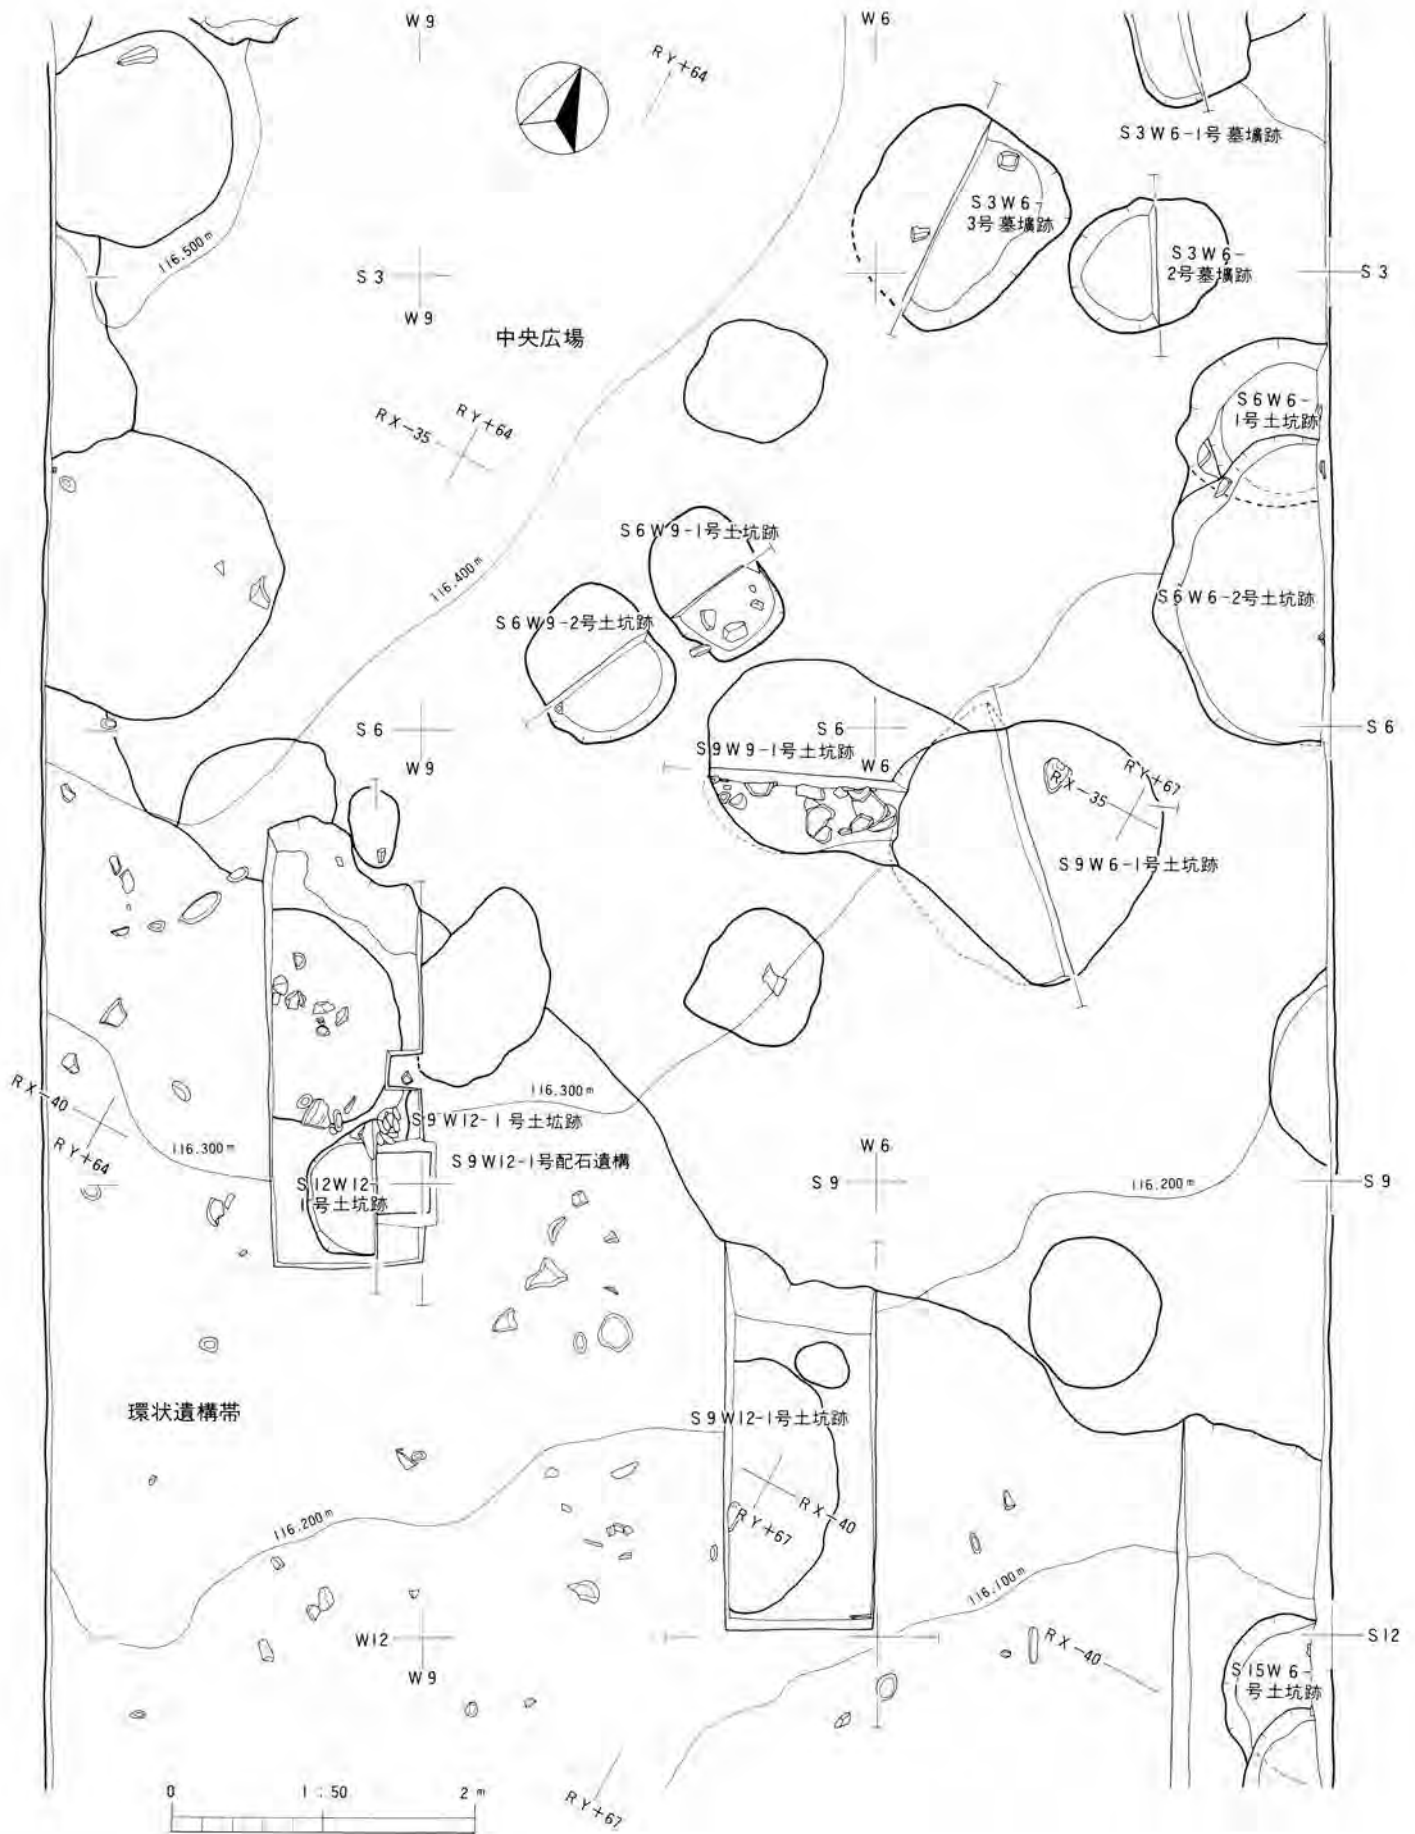 W9
W6
RY+64
S3W6-1号墓壙跡
S3W6-
3号墓壙跡
S3W6-
2号墓壙跡
116.500m
S3
W9
S3
中央広場
RX-35
RY+64
S6W6-
1号土坑跡
S6W9-1号土坑跡
116.400m
S6W9-2号土坑跡
S6W6-2号土坑跡
S6
W9
S6
W6
S6
S9W9-1号土坑跡
RX-35
RY+67
S9W6-1号土坑跡
RX-40
RY+64
116.300m
116.300m
S9W12-1号土坑跡
S9W12-1号配石遺構
S12W12-
1号土坑跡
W6
S9
116.200m
S9
環状遺構帯
S9W12-1号土坑跡
RX-40
RY+67
116.200m
116.100m
W12
W9
RX-40
S12
S15W6-
1号土坑跡
0 1:50 2m
RY+67